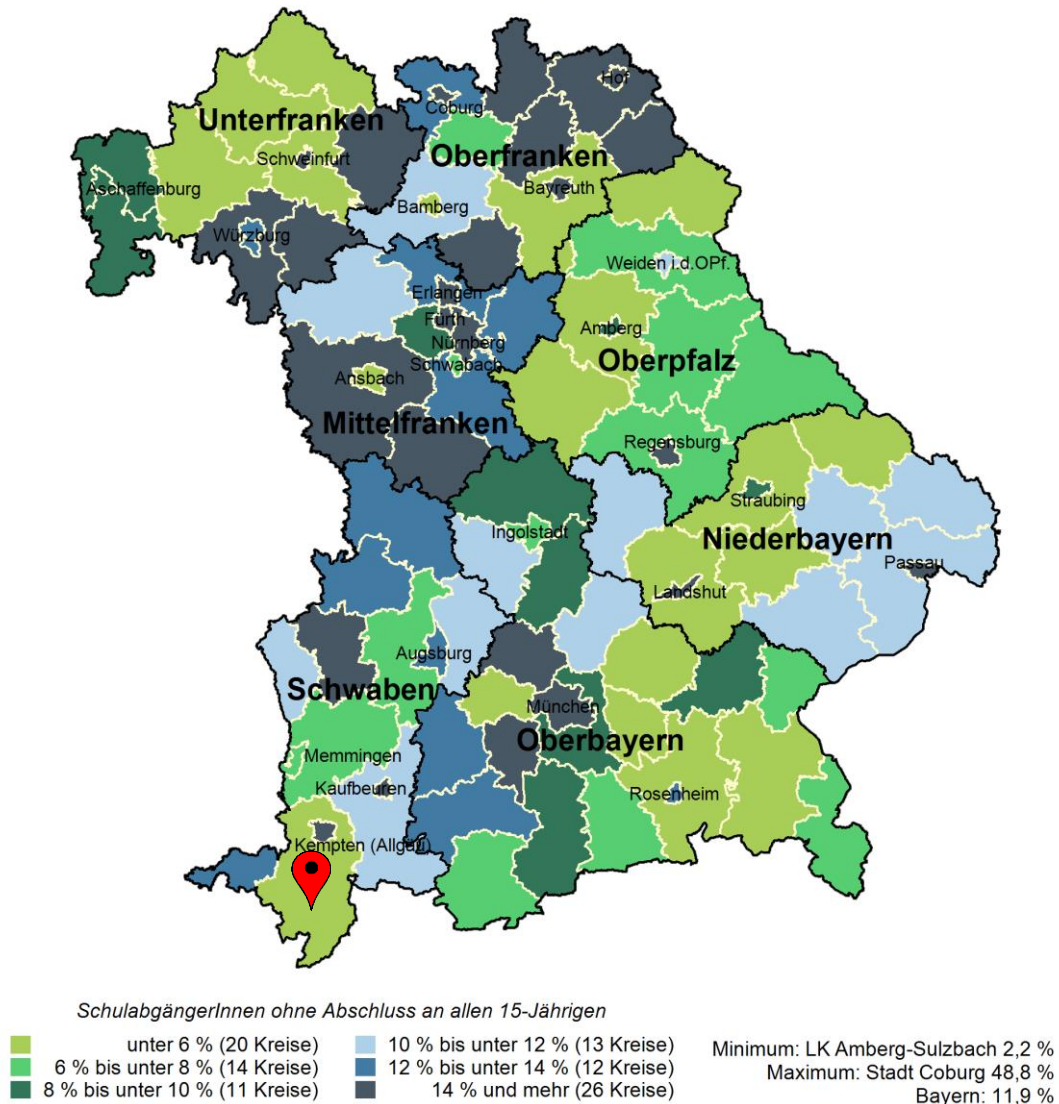 Hof
Coburg
Unterfranken
Oberfranken
Schweinfurt
Aschaffenburg
Bayreuth
Bamberg
Würzburg
Weiden i.d.OPf.
Erlangen
Fürth
Amberg
Nürnberg
Oberpfalz
Schwabach
Ansbach
Mittelfranken
Regensburg
Straubing
Ingolstadt
Niederbayern
Passau
Landshut
Augsburg
Schwaben
München
Oberbayern
Memmingen
Kaufbeuren
Rosenheim
Kempten (Allgäu)
SchulabgängerInnen ohne Abschluss an allen 15-Jährigen
unter 6 % (20 Kreise)
6 % bis unter 8 % (14 Kreise)
8 % bis unter 10 % (11 Kreise)
10 % bis unter 12 % (13 Kreise)
12 % bis unter 14 % (12 Kreise)
14 % und mehr (26 Kreise)
Minimum: LK Amberg-Sulzbach 2,2 %
Maximum: Stadt Coburg 48,8 %
Bayern: 11,9 %